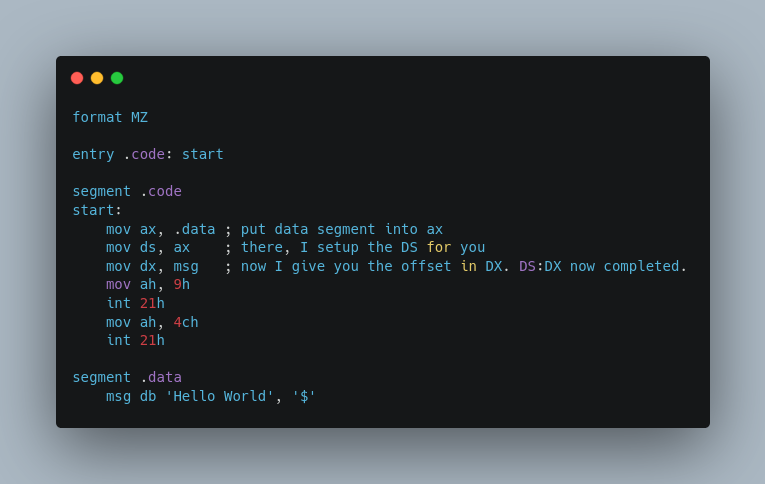 format MZ
entry .code: start
segment .code
start:
mov ax, .data ; put data segment into ax
mov ds, ax    ; there, I setup the DS for you
mov dx, msg   ; now I give you the offset in DX. DS:DX now completed.
mov ah, 9h
int 21h
mov ah, 4ch
int 21h
segment .data
msg db 'Hello World', '$'